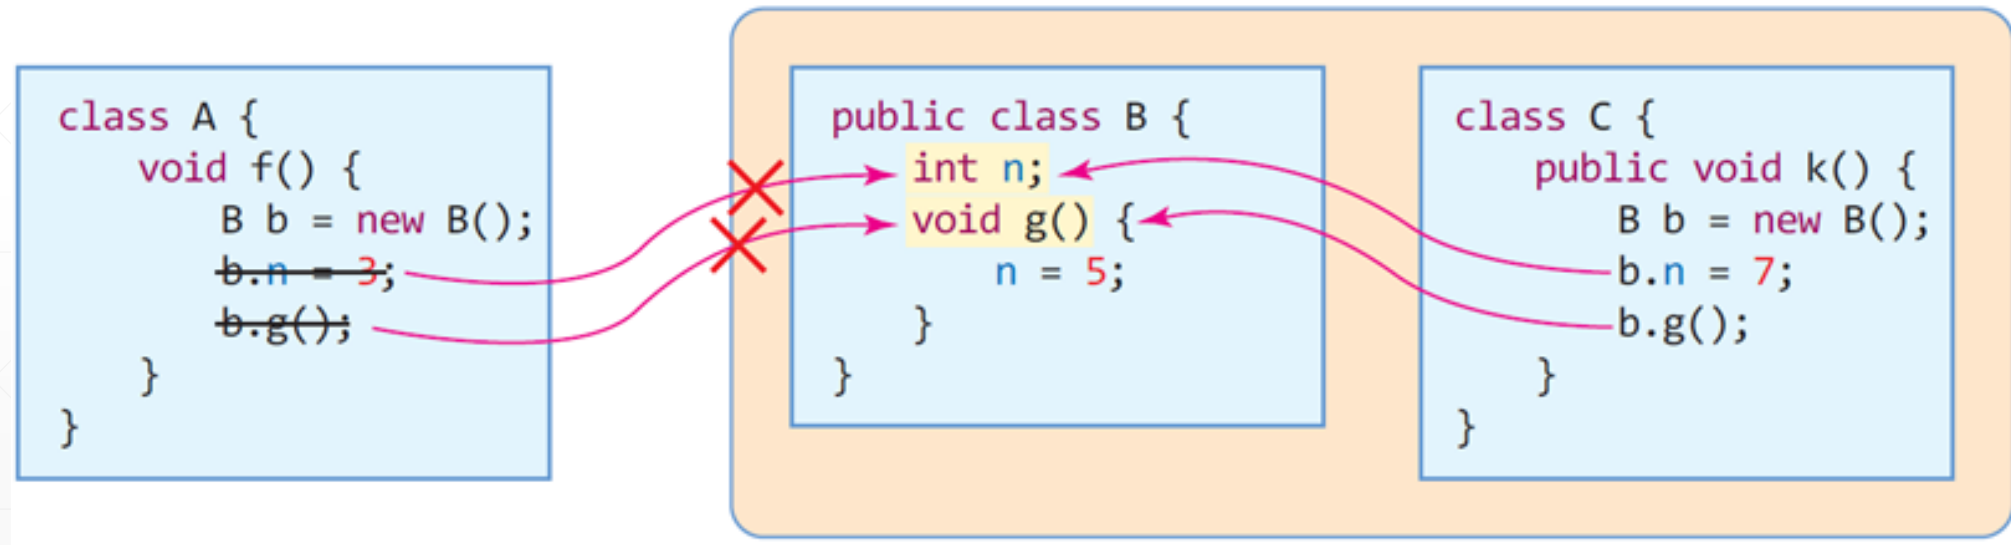 class A {
    void f() {
        B b = new B();
        b.n = 3;
        b.g();
    }
}
public class B {
    int n;
    void g() {
        n = 5;
    }
}
class C {
    public void k() {
        B b = new B();
        b.n = 7;
        b.g();
    }
}